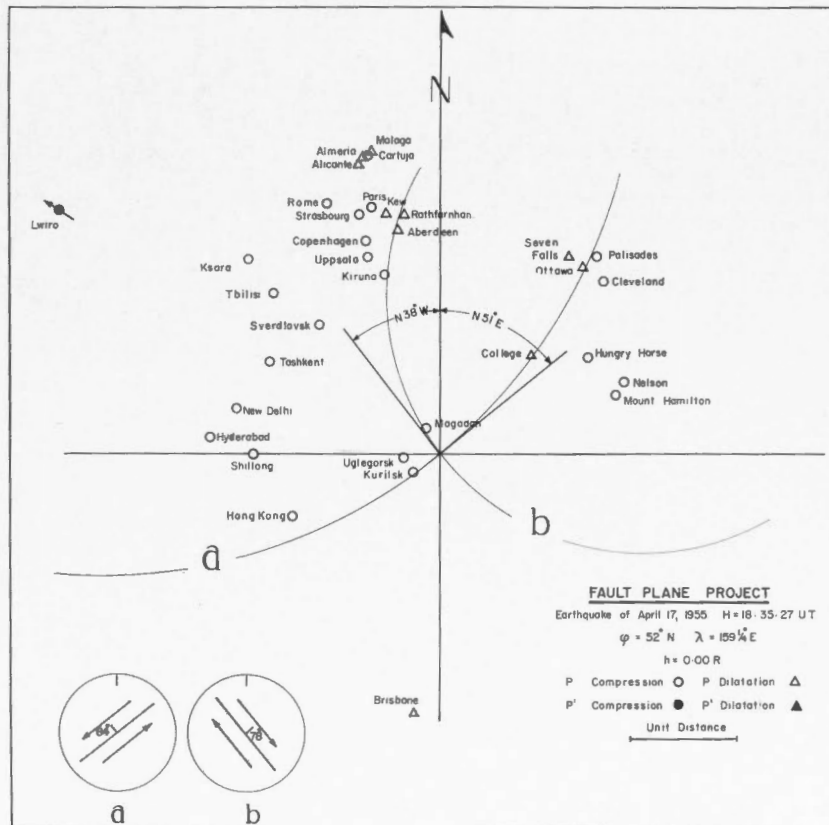 N
Malaga
Almeria
Cartuja
Alicante
Rome
Paris
Kew
Strasbourg
Rathfarnhan
Aberdeen
Lwiro
Copenhagen
Uppsala
Kiruna
Ksara
Tbilisi
Sverdlovsk
Tashkent
New Delhi
Hyderabad
Shillong
Hong Kong
Seven
Falls
Palisades
Ottawa
Cleveland
N38°W
N51°E
College
Hungry Horse
Nelson
Mount Hamilton
Magadan
Uglegorsk
Kurilsk
a
b
Brisbane
FAULT PLANE PROJECT
Earthquake of April 17, 1955 H=18-35-27 UT
φ = 52° N λ = 159¼° E
h = 0.00 R
P Compression P Dilatation
P' Compression P' Dilatation
Unit Distance
84°
78°
a
b